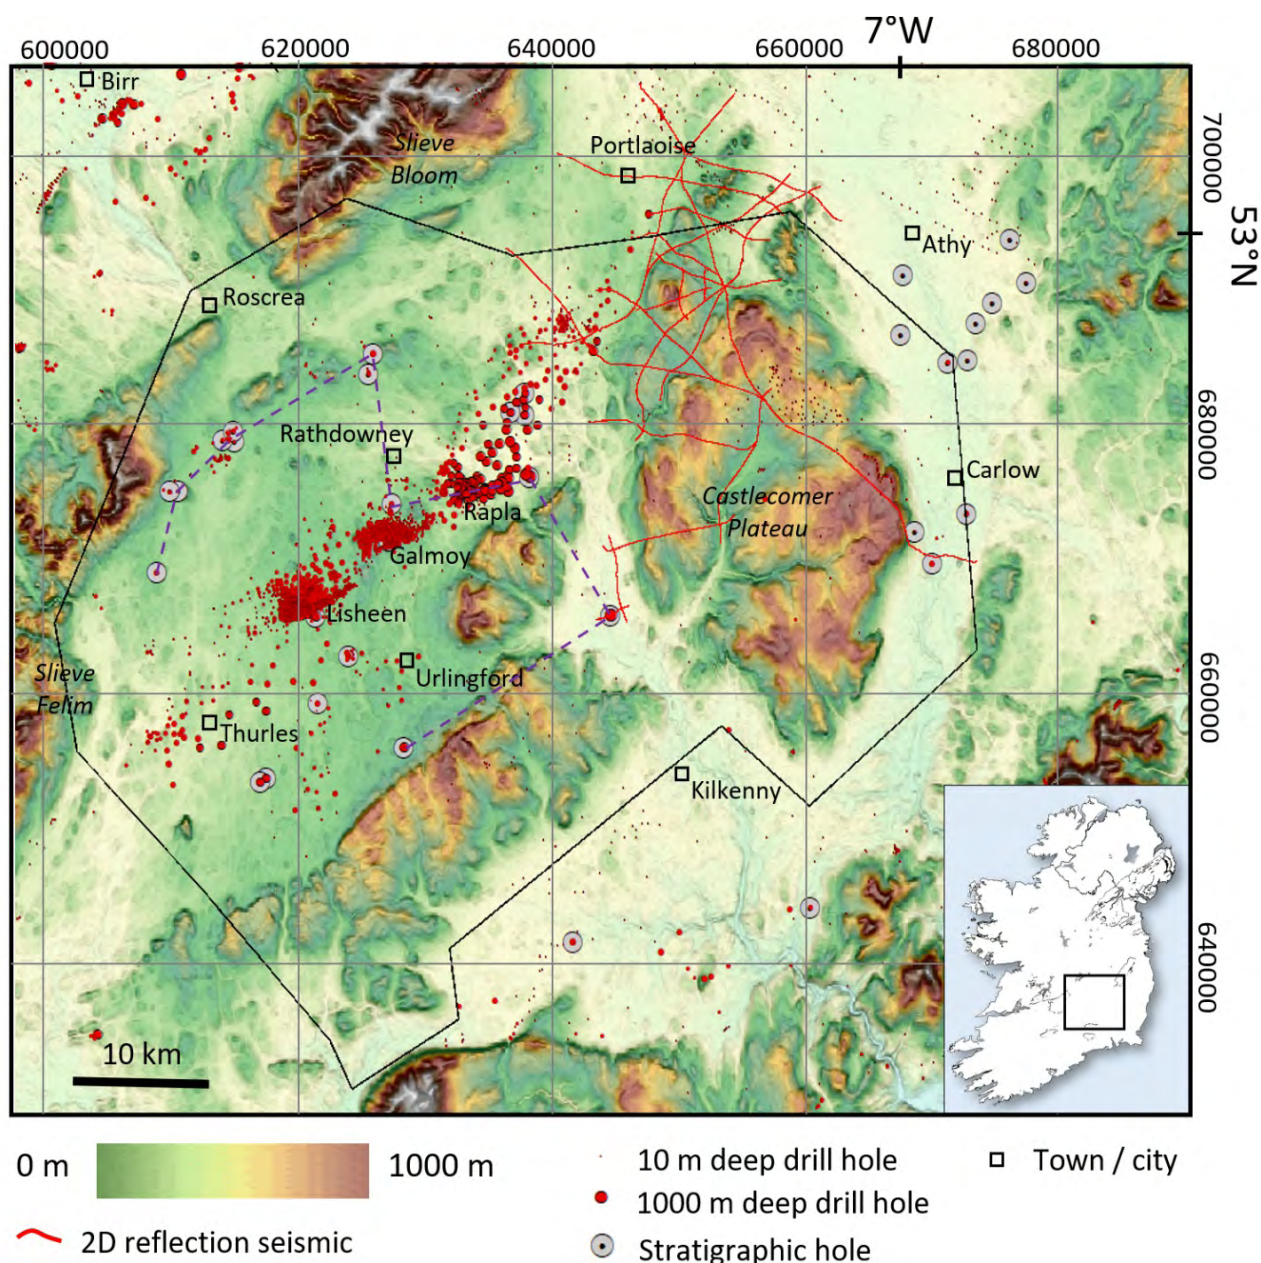 7°W
600000
620000
640000
660000
680000
Birr
Slieve
Bloom
Portlaoise
700000
53°N
Athy
Roscrea
Rathdowney
680000
Carlow
Castlecomer
Plateau
Rapla
Galmoy
Lisheen
Slieve
Felim
Urlingford
660000
Thurles
Kilkenny
640000
10 km
0 m
1000 m
10 m deep drill hole
Town / city
1000 m deep drill hole
2D reflection seismic
Stratigraphic hole